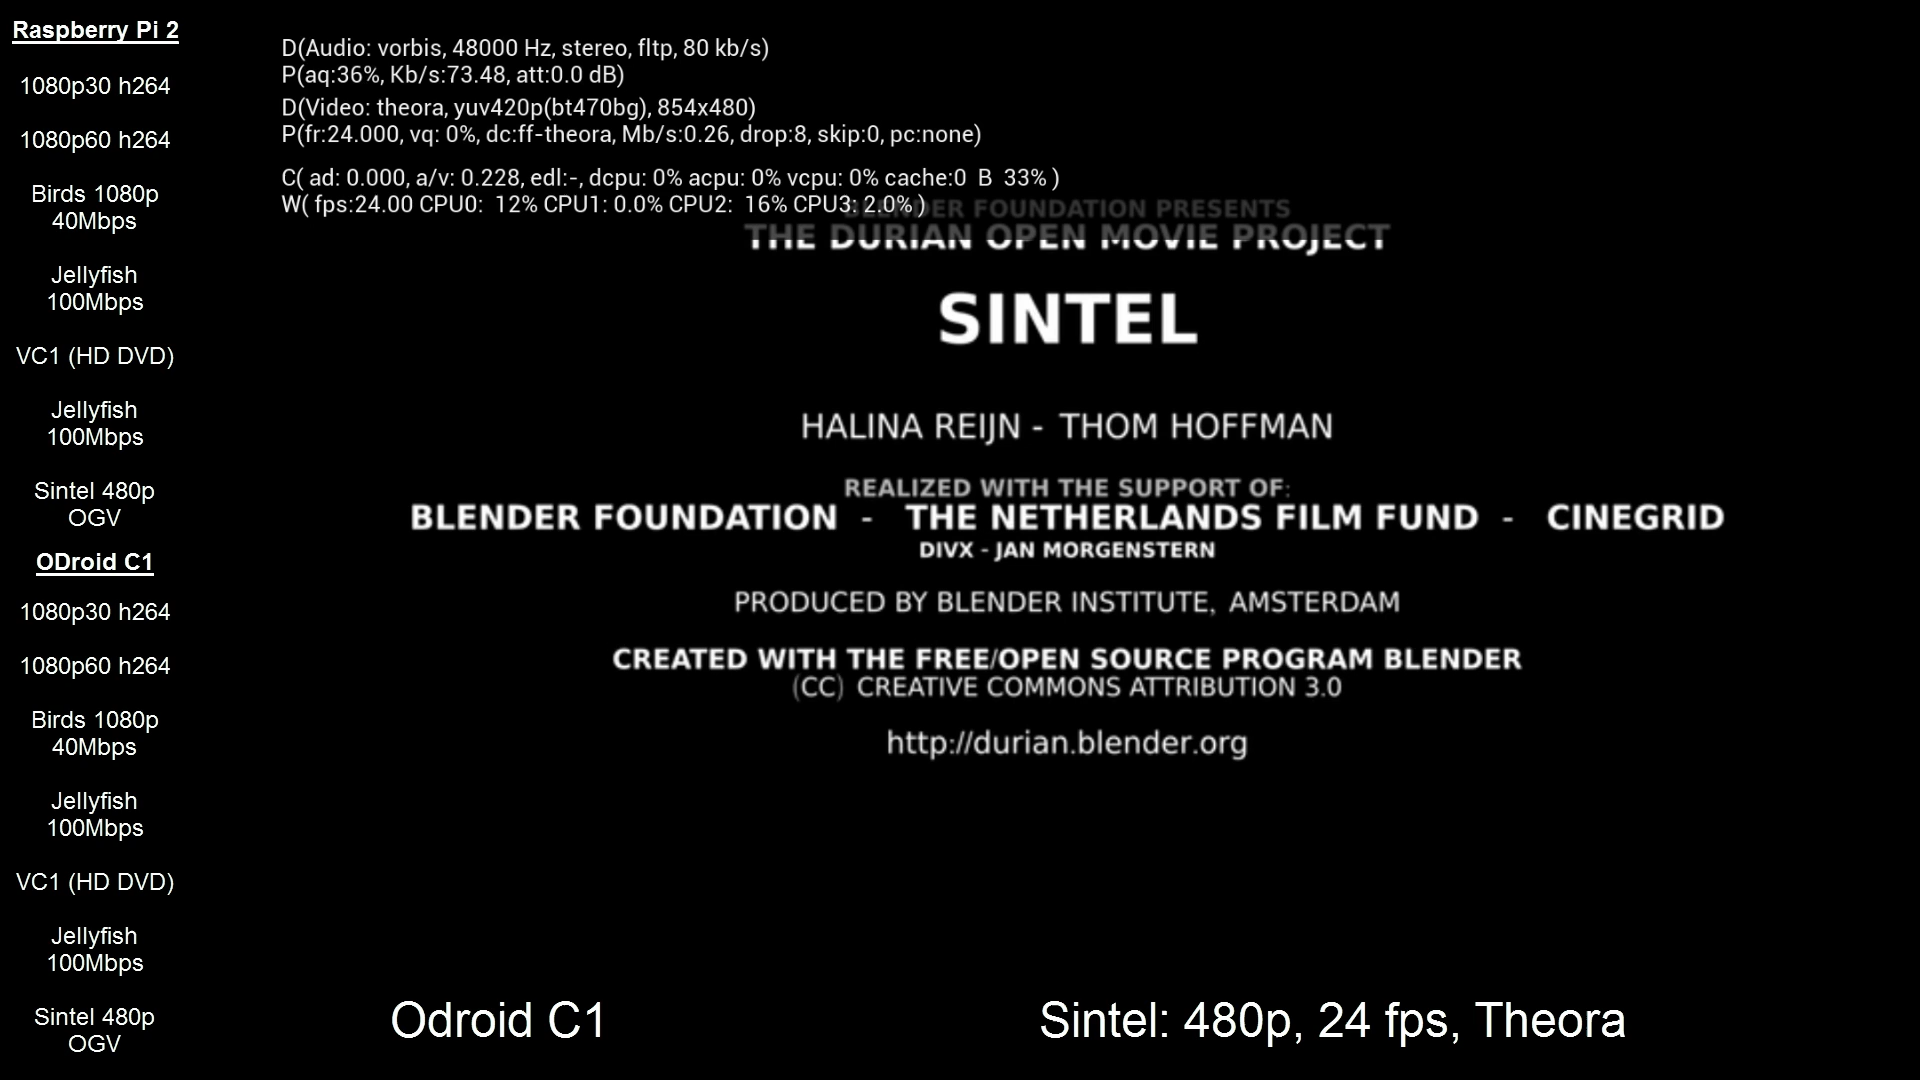 Raspberry Pi 2
1080p30 h264
1080p60 h264
Birds 1080p
40Mbps
Jellyfish
100Mbps
VC1 (HD DVD)
Jellyfish
100Mbps
Sintel 480p
OGV
ODroid C1
1080p30 h264
1080p60 h264
Birds 1080p
40Mbps
Jellyfish
100Mbps
VC1 (HD DVD)
Jellyfish
100Mbps
Sintel 480p
OGV
D(Audio: vorbis, 48000 Hz, stereo, fltp, 80 kb/s)
P(aq:36%, Kb/s:73.48, att:0.0 dB)
D(Video: theora, yuv420p(bt470bg), 854x480)
P(fr:24.000, vq: 0%, dc:ff-theora, Mb/s:0.26, drop:8, skip:0, pc:none)
C( ad: 0.000, a/v: 0.228, edl:-, dcpu: 0% acpu: 0% vcpu: 0% cache:0 B 33% )
W( fps:24.00 CPU0: 12% CPU1: 0.0% CPU2: 16% CPU3: 2.0% )
BLENDER FOUNDATION PRESENTS
THE DURIAN OPEN MOVIE PROJECT
SINTEL
HALINA REIJN - THOM HOFFMAN
REALIZED WITH THE SUPPORT OF:
BLENDER FOUNDATION - THE NETHERLANDS FILM FUND - CINEGRID
DIVX - JAN MORGENSTERN
PRODUCED BY BLENDER INSTITUTE, AMSTERDAM
CREATED WITH THE FREE/OPEN SOURCE PROGRAM BLENDER
(CC) CREATIVE COMMONS ATTRIBUTION 3.0
http://durian.blender.org
Odroid C1
Sintel: 480p, 24 fps, Theora